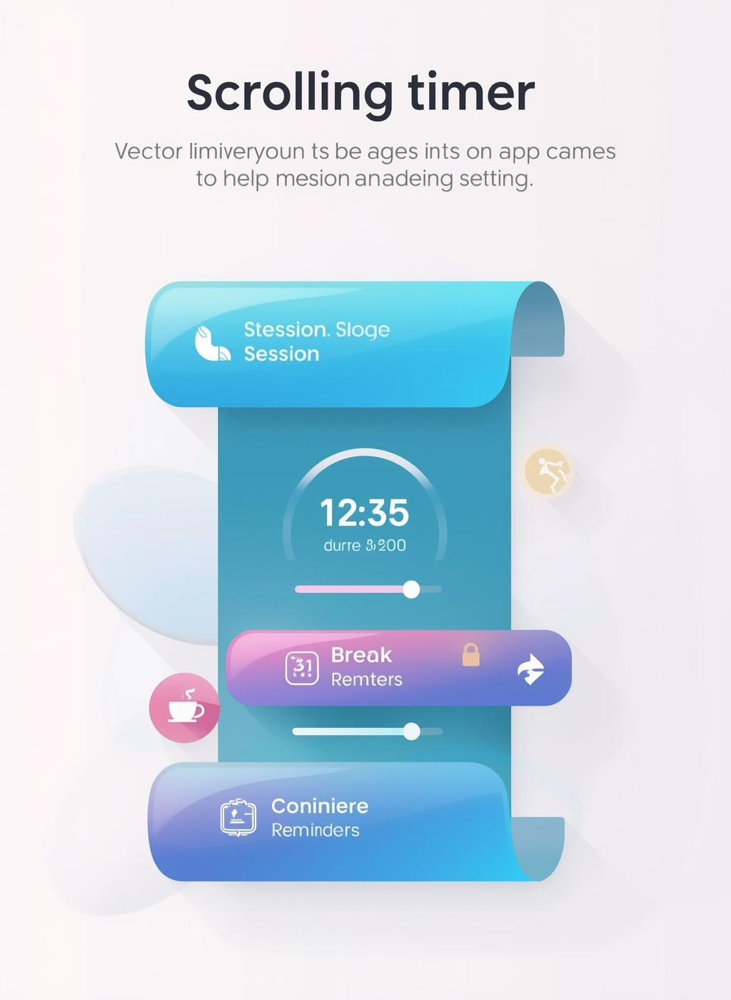 Scrolling timer
Vector limiveryoun ts be ages ints on app cames
to help mesion anadeing setting.
Stession. Sloge
Session
12:35
durre 3,200
31
Break
Remters
Coniniere
Reminders